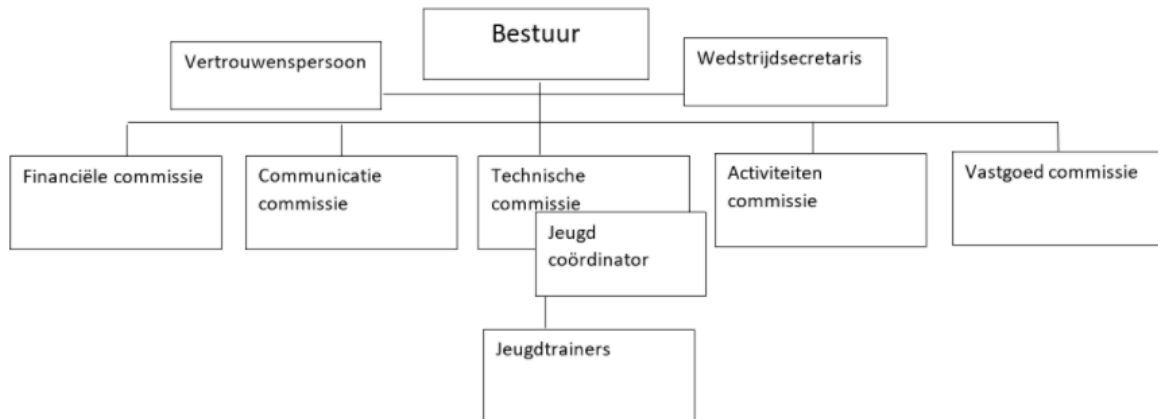 Bestuur
Vertrouwenspersoon
Wedstrijdsecretaris
Financiële commissie
Communicatie
commissie
Technische
commissie
Activiteiten
commissie
Vastgoed commissie
Jeugd
coördinator
Jeugdtrainers